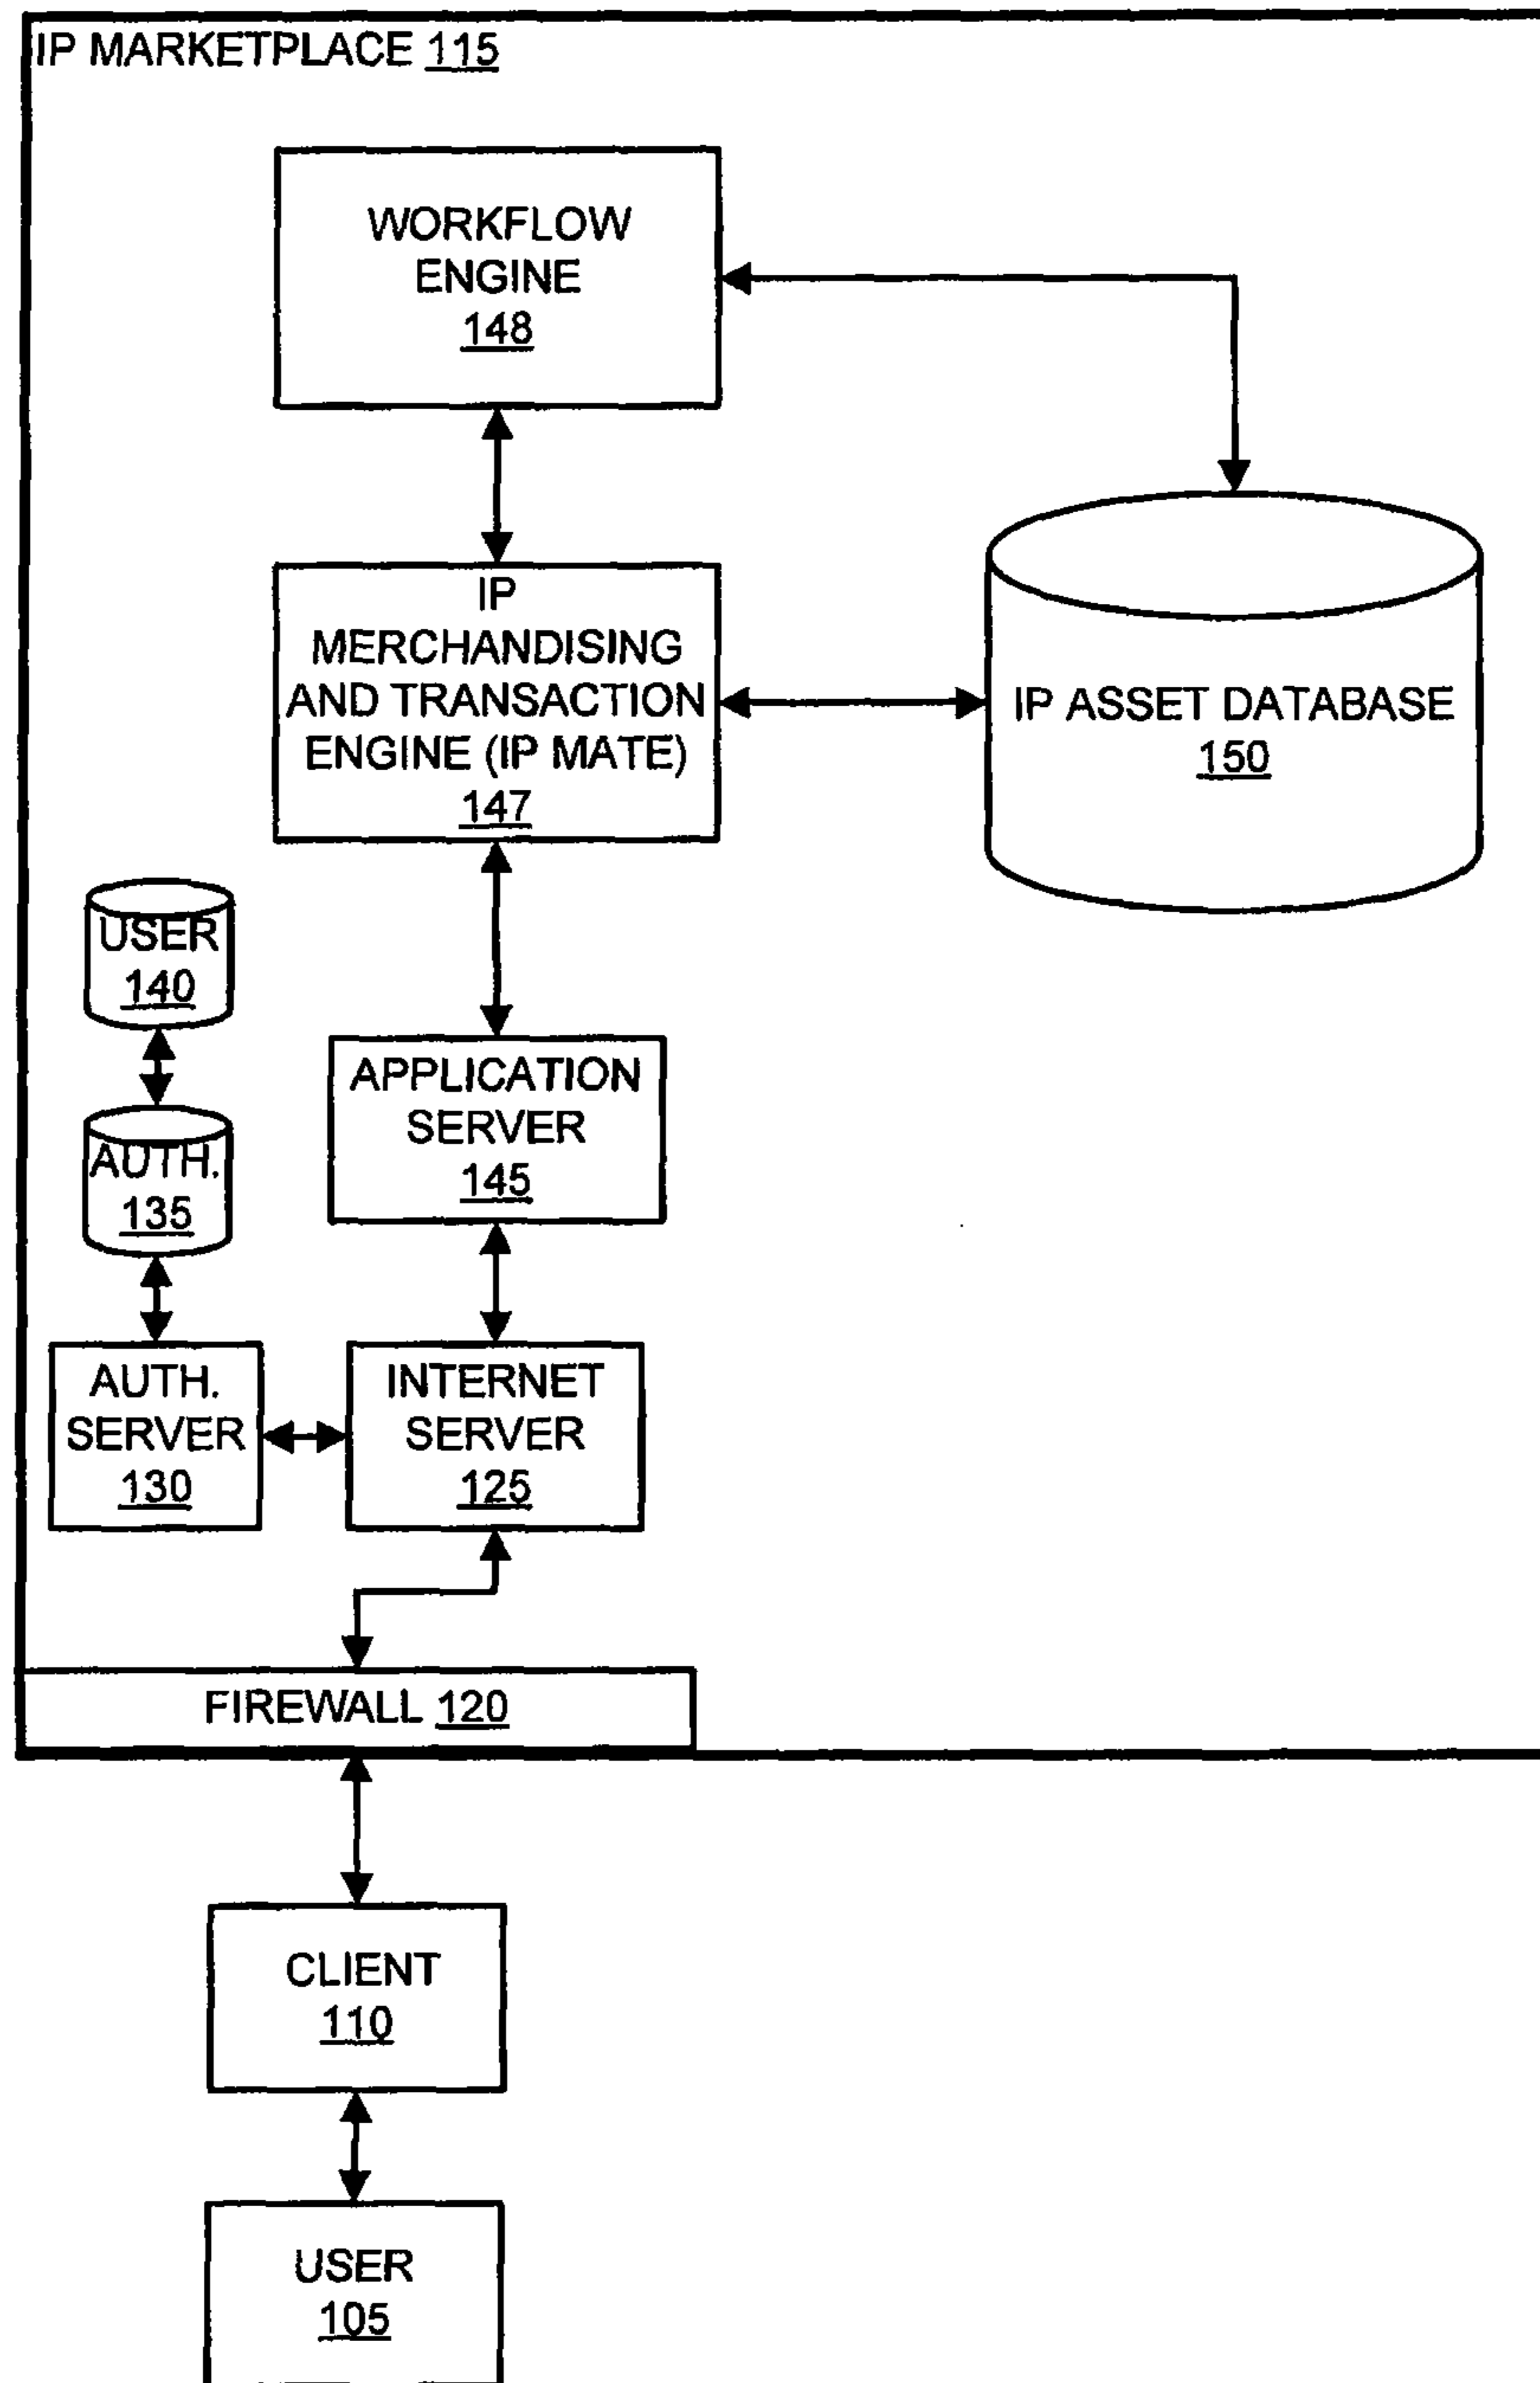 IP MARKETPLACE 115
WORKFLOW
ENGINE
148
IP
MERCHANDISING
AND TRANSACTION
ENGINE (IP MATE)
147
IP ASSET DATABASE
150
USER
140
AUTH.
135
APPLICATION
SERVER
145
AUTH.
SERVER
130
INTERNET
SERVER
125
FIREWALL 120
CLIENT
110
USER
105